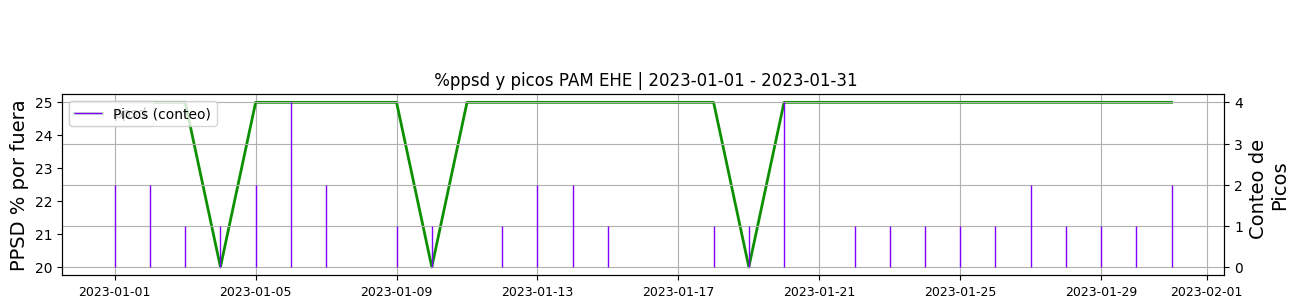 %ppsd y picos PAM EHE | 2023-01-01 - 2023-01-31
PPSD % por fuera
25
24
23
22
21
20
Picos (conteo)
4
3
2
1
0
Conteo de
Picos
2023-01-01 2023-01-05 2023-01-09 2023-01-13 2023-01-17 2023-01-21 2023-01-25 2023-01-29 2023-02-01